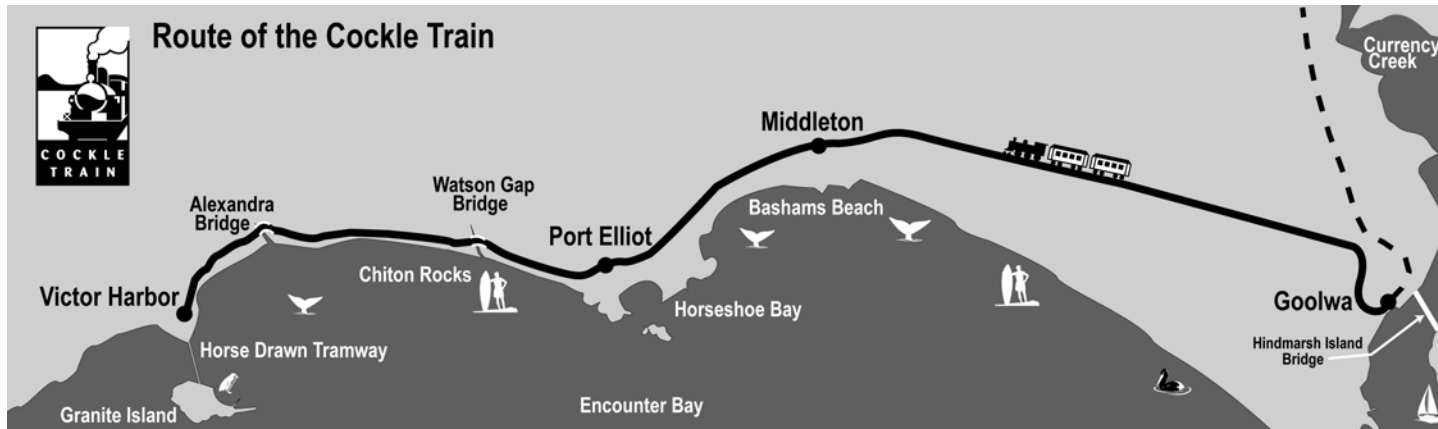 Route of the Cockle Train
COCKLE
TRAIN
Currency
Creek
Middleton
Watson Gap
Bridge
Alexandra
Bridge
Bashams Beach
Port Elliot
Chiton Rocks
Victor Harbor
Horseshoe Bay
Goolwa
Horse Drawn Tramway
Hindmarsh Island
Bridge
Granite Island
Encounter Bay